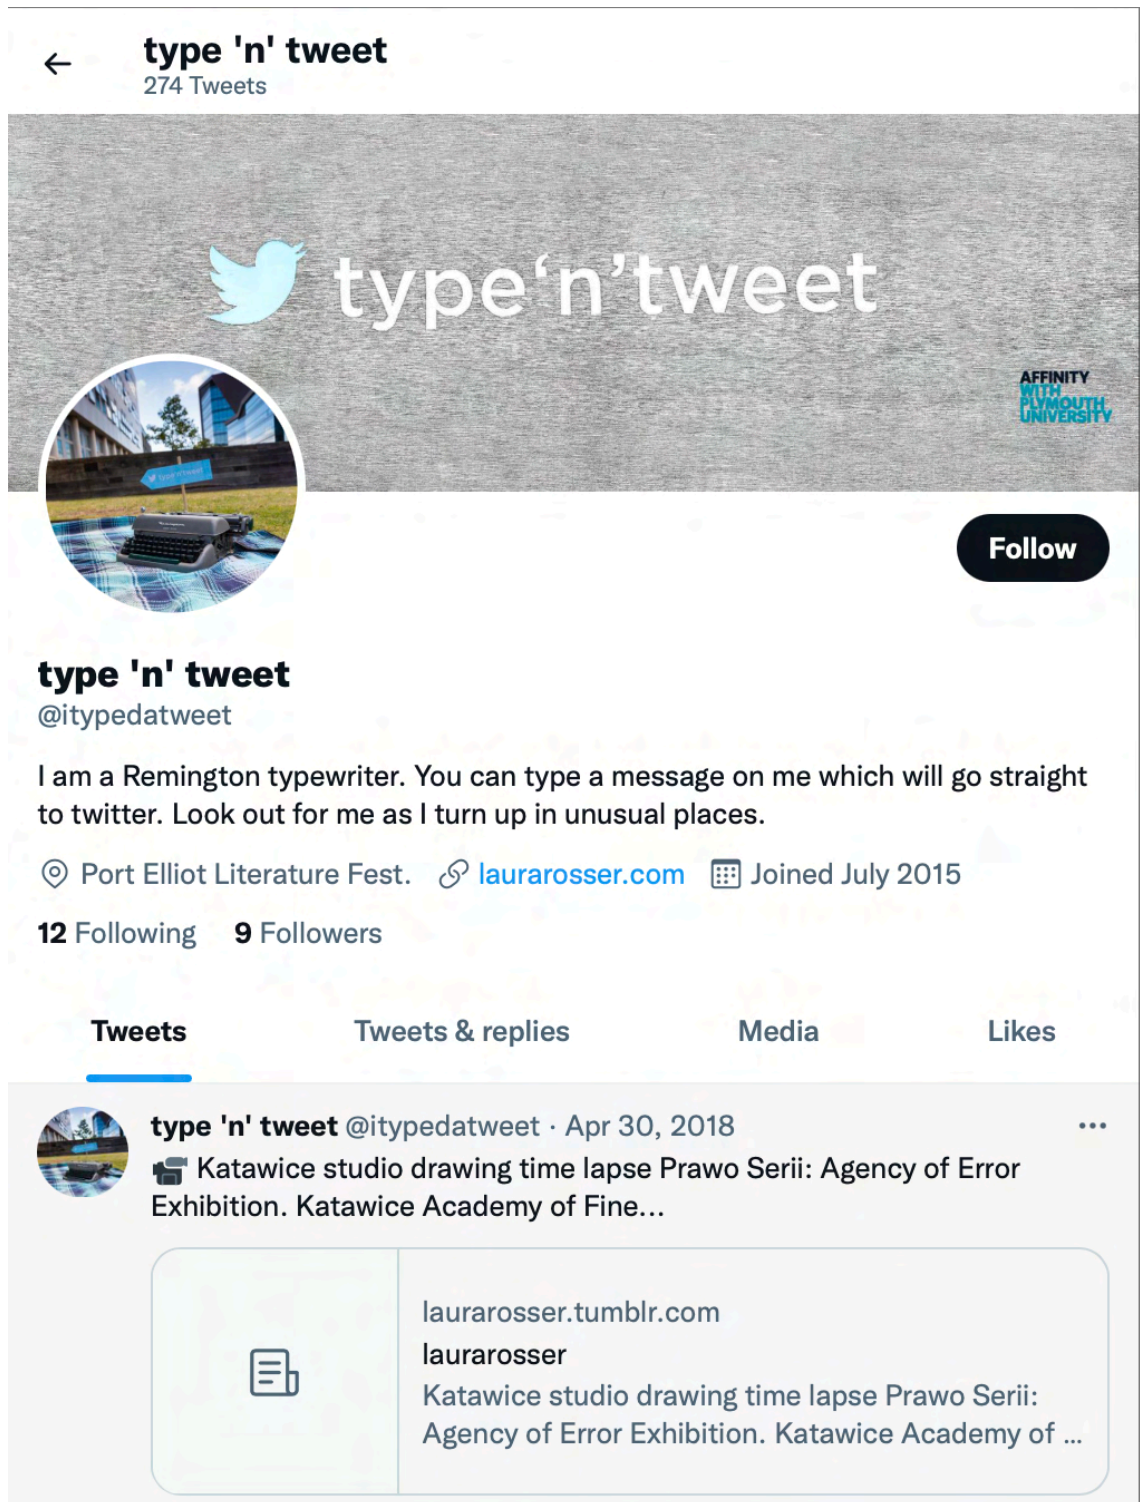 type 'n' tweet
274 Tweets
type‘n’tweet
AFFINITY
WITH
PLYMOUTH
UNIVERSITY
type'n'tweet
Follow
type 'n' tweet
@itypedatweet
I am a Remington typewriter. You can type a message on me which will go straight
to twitter. Look out for me as I turn up in unusual places.
Port Elliot Literature Fest. laurarosser.com Joined July 2015
12 Following 9 Followers
Tweets Tweets & replies Media Likes
type 'n' tweet @itypedatweet · Apr 30, 2018
Katawice studio drawing time lapse Prawo Serii: Agency of Error
Exhibition. Katawice Academy of Fine...
laurarosser.tumblr.com
laurarosser
Katawice studio drawing time lapse Prawo Serii:
Agency of Error Exhibition. Katawice Academy of ...